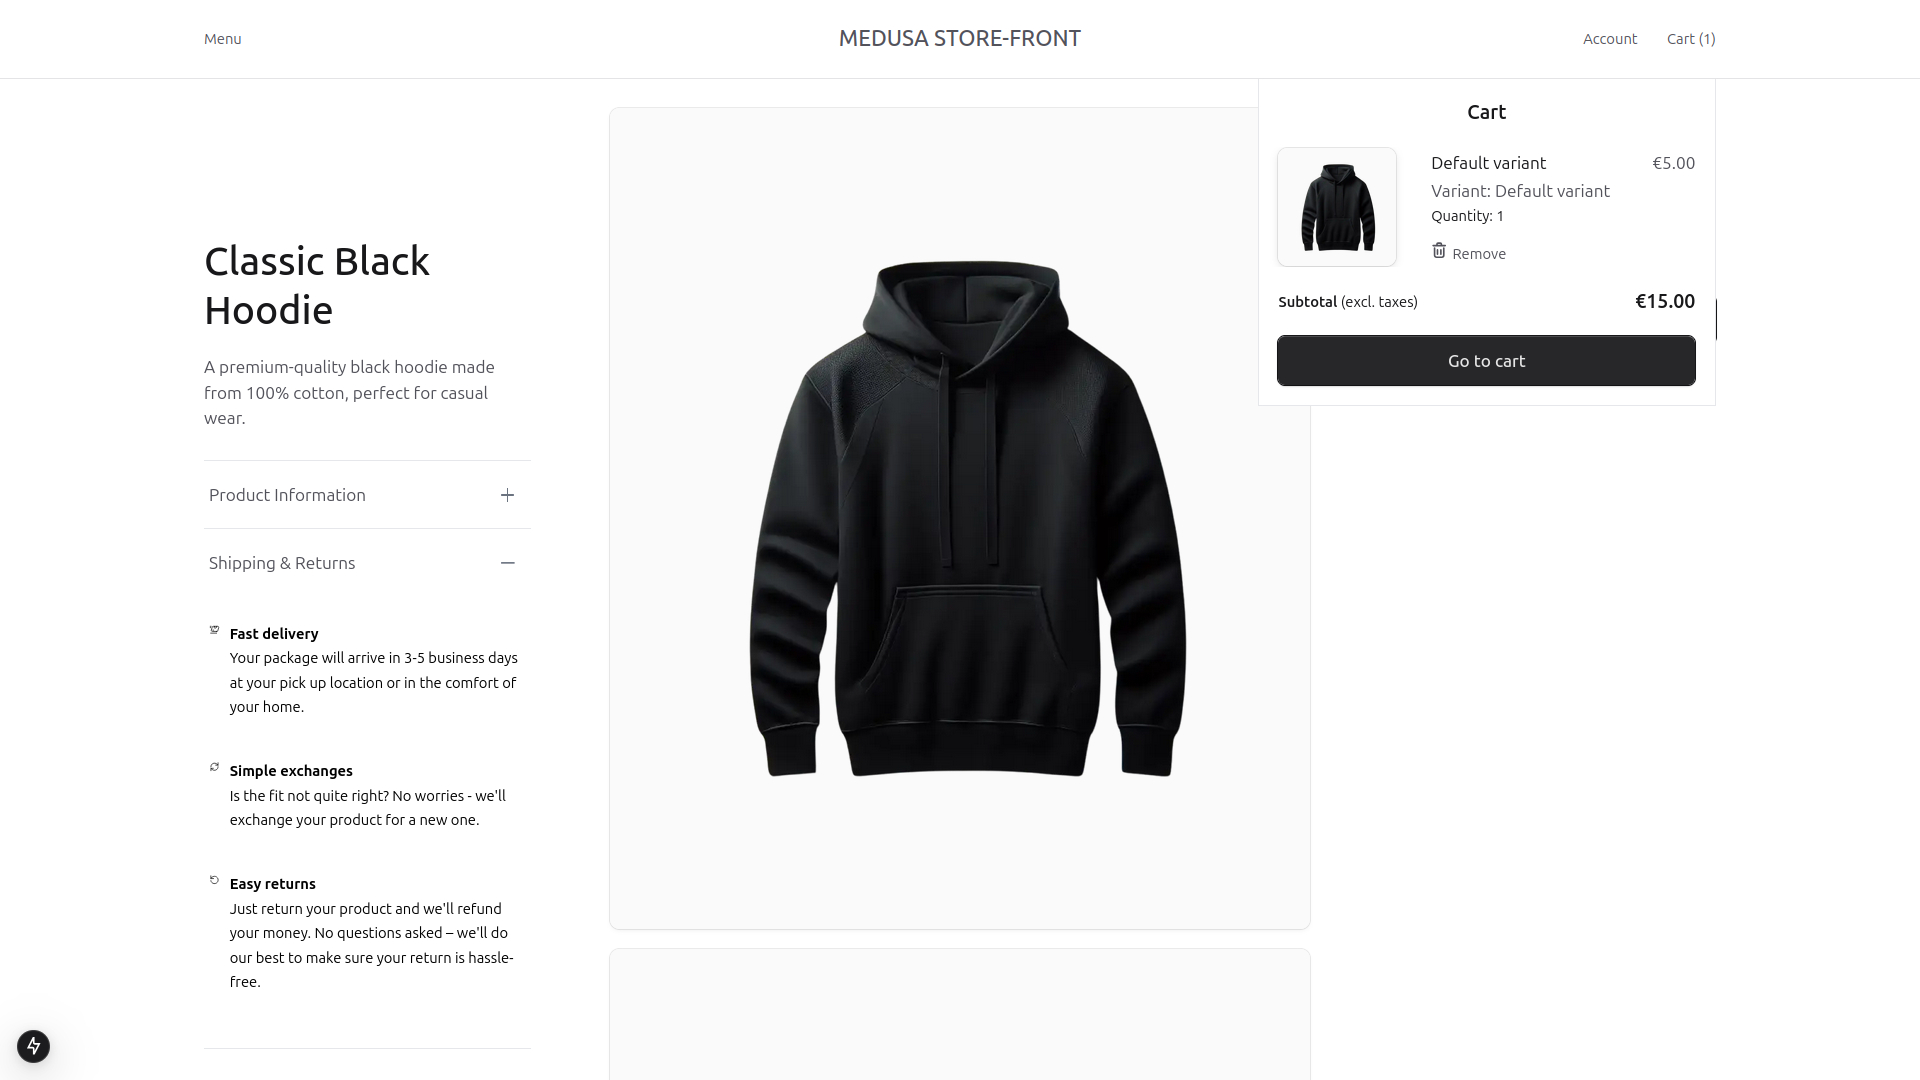 Menu
MEDUSA STORE-FRONT
Account
Cart (1)
Cart
Default variant
€5.00
Variant: Default variant
Quantity: 1
Remove
Subtotal (excl. taxes)
€15.00
Go to cart
Classic Black
Hoodie
A premium-quality black hoodie made
from 100% cotton, perfect for casual
wear.
Product Information
Shipping & Returns
Fast delivery
Your package will arrive in 3-5 business days
at your pick up location or in the comfort of
your home.
Simple exchanges
Is the fit not quite right? No worries - we'll
exchange your product for a new one.
Easy returns
Just return your product and we'll refund
your money. No questions asked – we'll do
our best to make sure your return is hassle-
free.